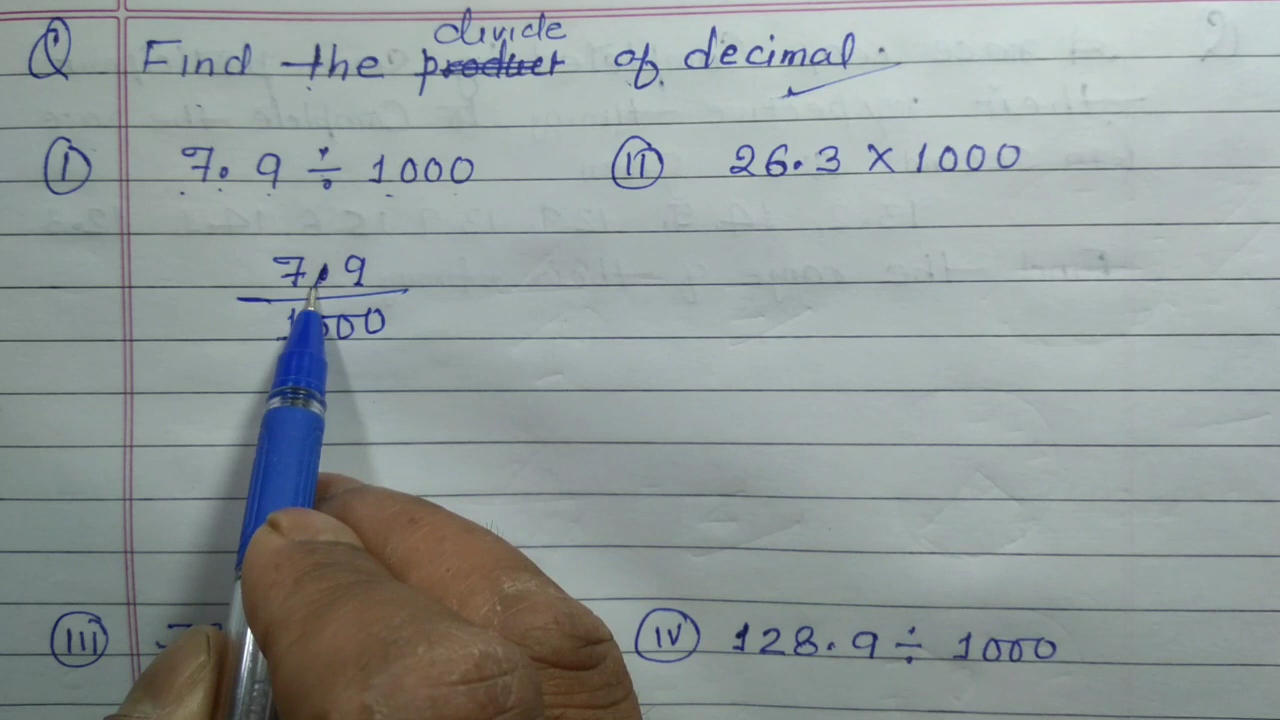 Q Find the divide product of decimal.
(I) 7.9 ÷ 1000
(II) 26.3 × 1000
7.9
1000
(III)
(IV) 128.9 ÷ 1000